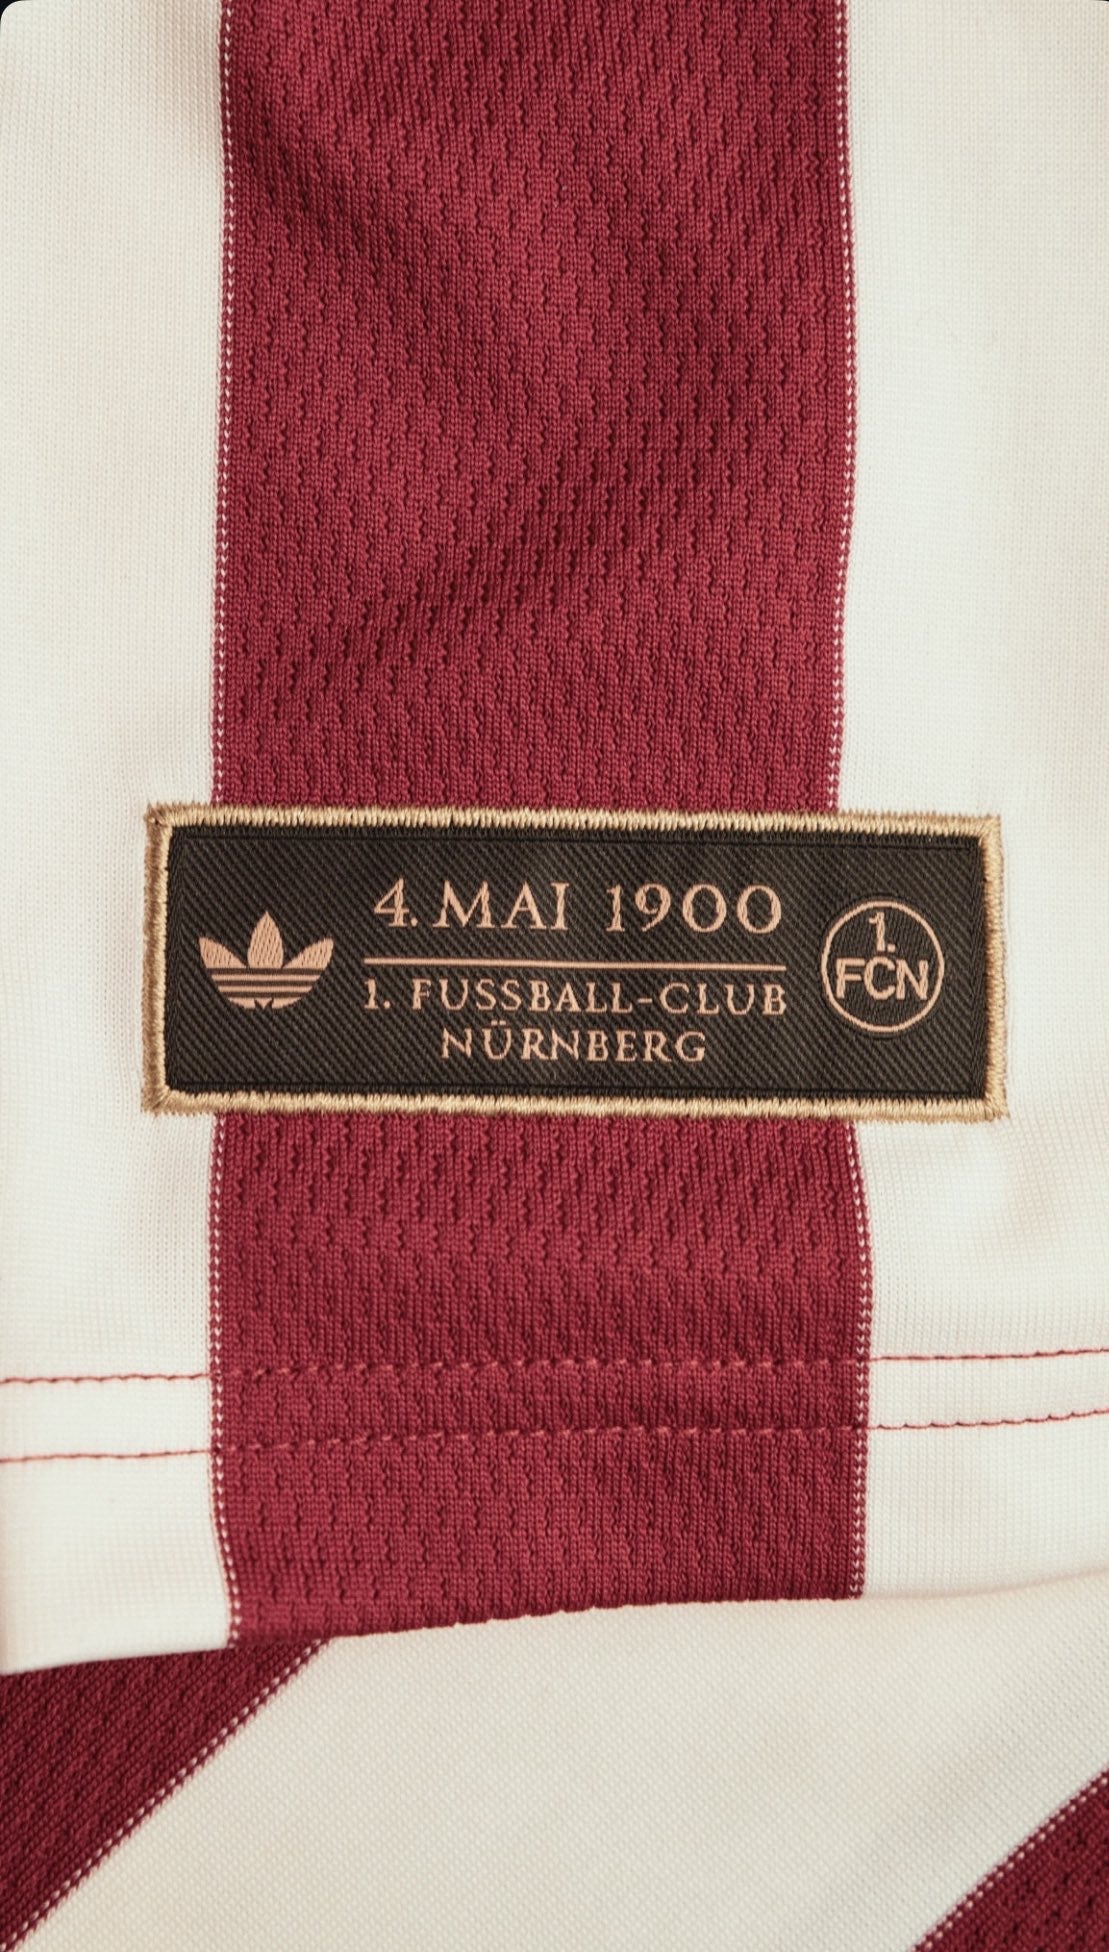 4. MAI 1900
1. FUSSBALL-CLUB
NÜRNBERG
1.
FCN